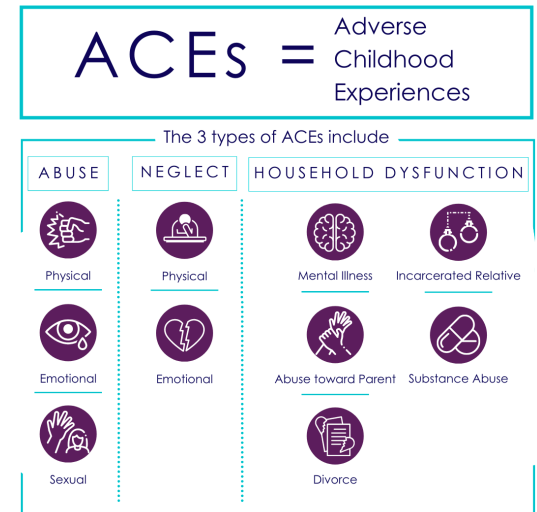 ACEs =
Adverse
Childhood
Experiences
The 3 types of ACEs include
ABUSE
NEGLECT
HOUSEHOLD DYSFUNCTION
Physical
Physical
Mental Illness
Incarcerated Relative
Emotional
Emotional
Abuse toward Parent
Substance Abuse
Sexual
Divorce